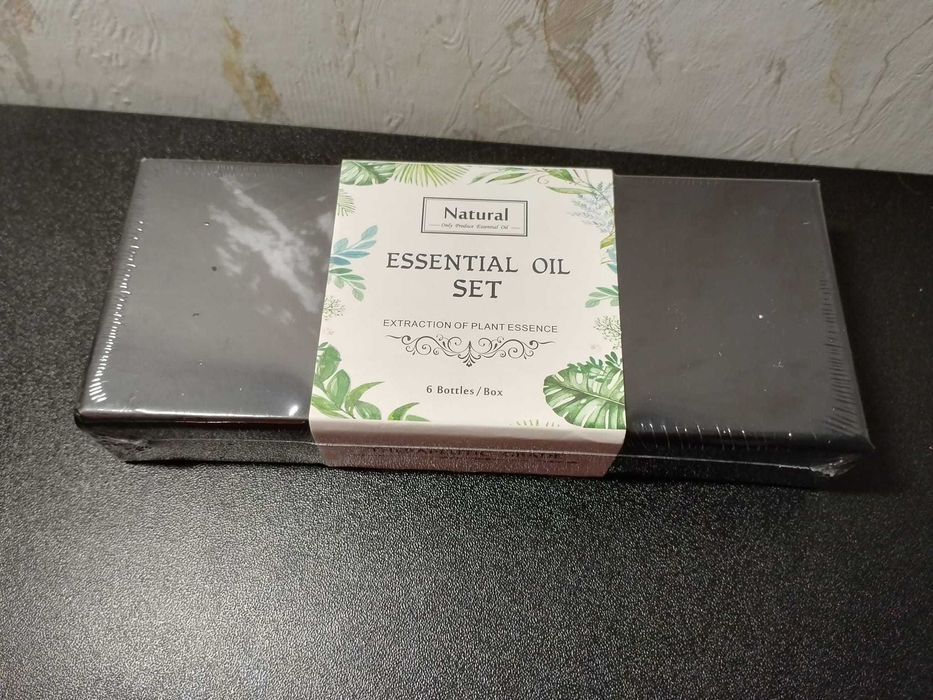 Natural
Only Produce Essential Oil
ESSENTIAL OIL
SET
EXTRACTION OF PLANT ESSENCE
6 Bottles/Box